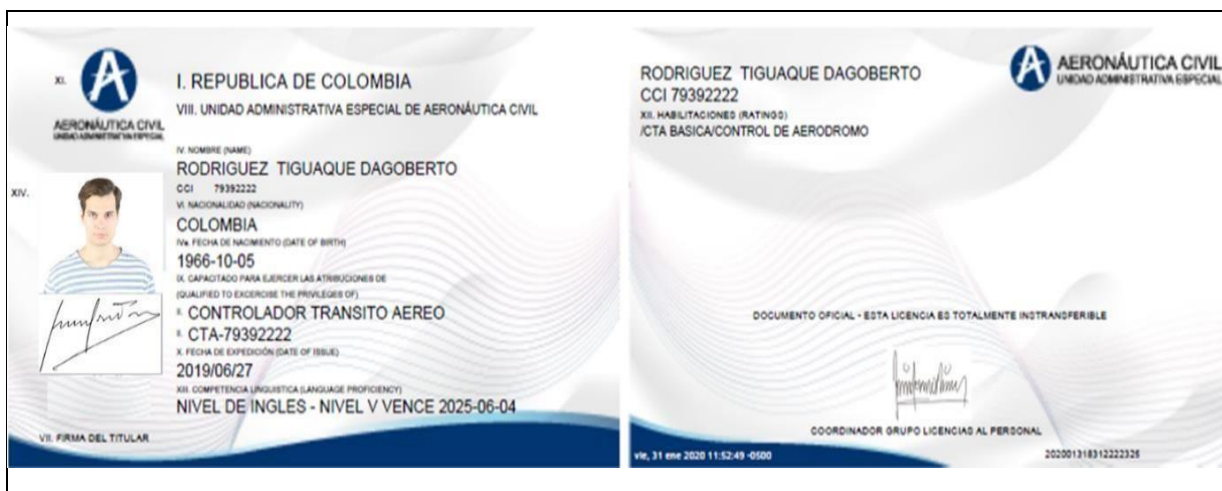 XI.
AERONÁUTICA CIVIL
UNIDAD ADMINISTRATIVA ESPECIAL
I. REPUBLICA DE COLOMBIA
VIII. UNIDAD ADMINISTRATIVA ESPECIAL DE AERONÁUTICA CIVIL
IV. NOMBRE (NAME)
RODRIGUEZ TIGUAQUE DAGOBERTO
CCI 79392222
XIV.
VI. NACIONALIDAD (NACIONALITY)
COLOMBIA
IVa. FECHA DE NACIMIENTO (DATE OF BIRTH)
1966-10-05
IX. CAPACITADO PARA EJERCER LAS ATRIBUCIONES DE
(QUALIFIED TO EXCERCISE THE PRIVILEGES OF)
II. CONTROLADOR TRANSITO AEREO
II. CTA-79392222
X. FECHA DE EXPEDICIÓN (DATE OF ISSUE)
2019/06/27
XIII. COMPETENCIA LINGUISTICA (LANGUAGE PROFICIENCY)
NIVEL DE INGLES - NIVEL V VENCE 2025-06-04
VII. FIRMA DEL TITULAR
RODRIGUEZ TIGUAQUE DAGOBERTO
CCI 79392222
XII. HABILITACIONES (RATINGS)
/CTA BASICA/CONTROL DE AERODROMO
AERONÁUTICA CIVIL
UNIDAD ADMINISTRATIVA ESPECIAL
DOCUMENTO OFICIAL - ESTA LICENCIA ES TOTALMENTE INSTRANSFERIBLE
COORDINADOR GRUPO LICENCIAS AL PERSONAL
vie, 31 ene 2020 11:52:49 -0500